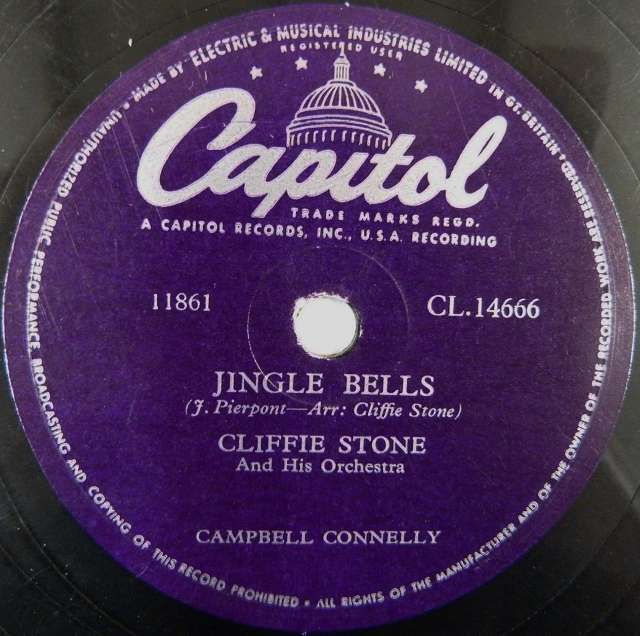 MADE BY ELECTRIC & MUSICAL INDUSTRIES LIMITED IN GT. BRITAIN • ALL RIGHTS OF THE MANUFACTURER AND OF THE OWNER OF THE RECORDED WORK ARE RESERVED • UNAUTHORIZED PUBLIC PERFORMANCE, BROADCASTING AND COPYING OF THIS RECORD PROHIBITED •
REGISTERED USER
Capitol
TRADE MARKS REGD.
A CAPITOL RECORDS, INC., U.S.A. RECORDING
11861
CL.14666
JINGLE BELLS
(J. Pierpont—Arr: Cliffie Stone)
CLIFFIE STONE
And His Orchestra
CAMPBELL CONNELLY